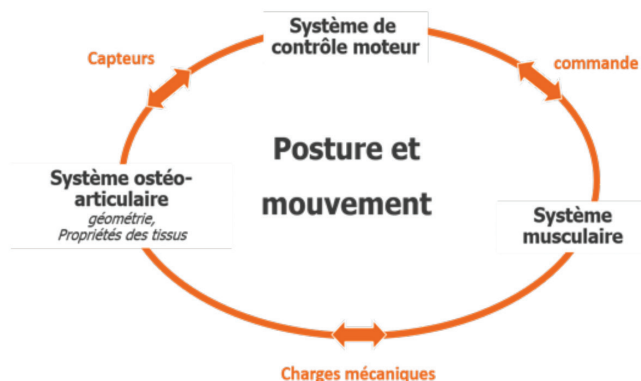 Système de
contrôle moteur
Capteurs
commande
Posture et
mouvement
Système ostéo-
articulaire
géométrie,
Propriétés des tissus
Système
musculaire
Charges mécaniques